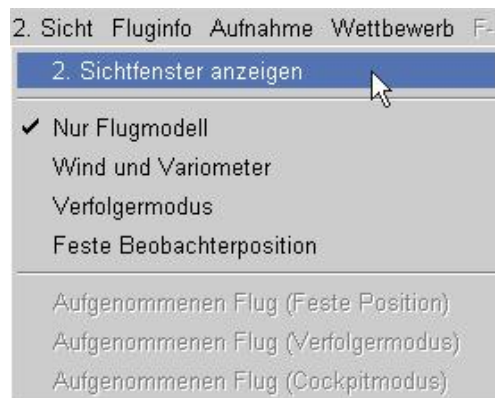 2. Sicht Fluginfo Aufnahme Wettbewerb F-
2. Sichtfenster anzeigen
Nur Flugmodell
Wind und Variometer
Verfolgermodus
Feste Beobachterposition
Aufgenommenen Flug (Feste Position)
Aufgenommenen Flug (Verfolgermodus)
Aufgenommenen Flug (Cockpitmodus)